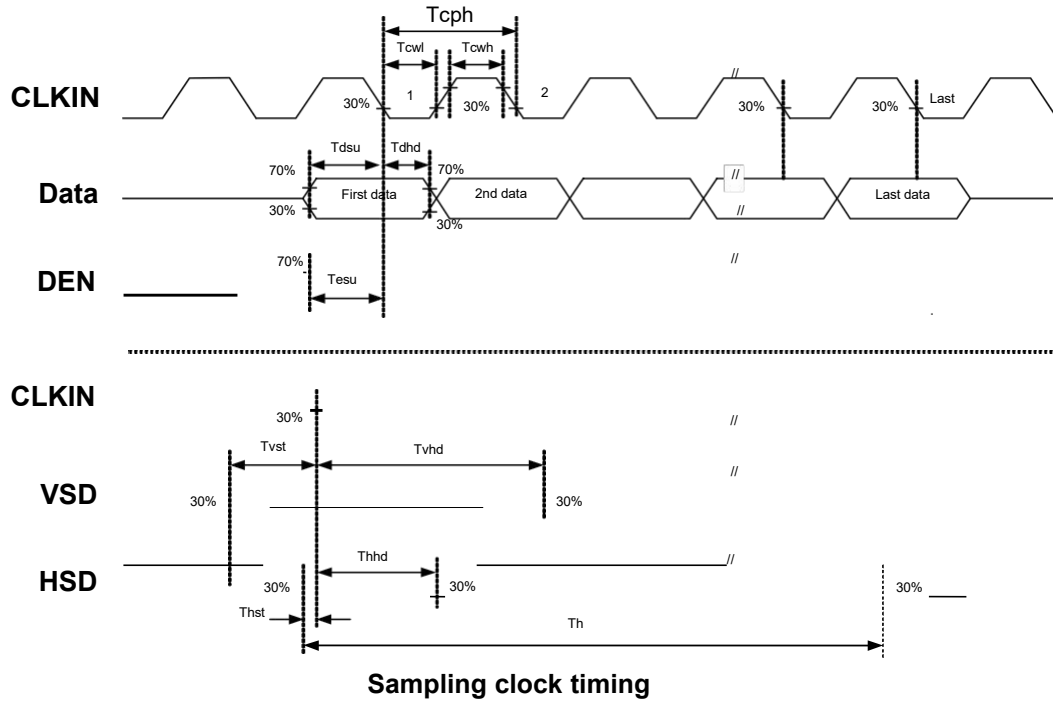 Tcph
Tcwl Tcwh
CLKIN 30% 1 30% 2 // 30% 30% Last
Tdsu Tdhd
70% 70% //
Data First data 2nd data Last data
30% 30% //
DEN 70% //
Tesu
CLKIN
30% //
Tvst Tvhd //
VSD 30% 30%
Thhd //
HSD 30% 30% 30%
Thst Th
Sampling clock timing